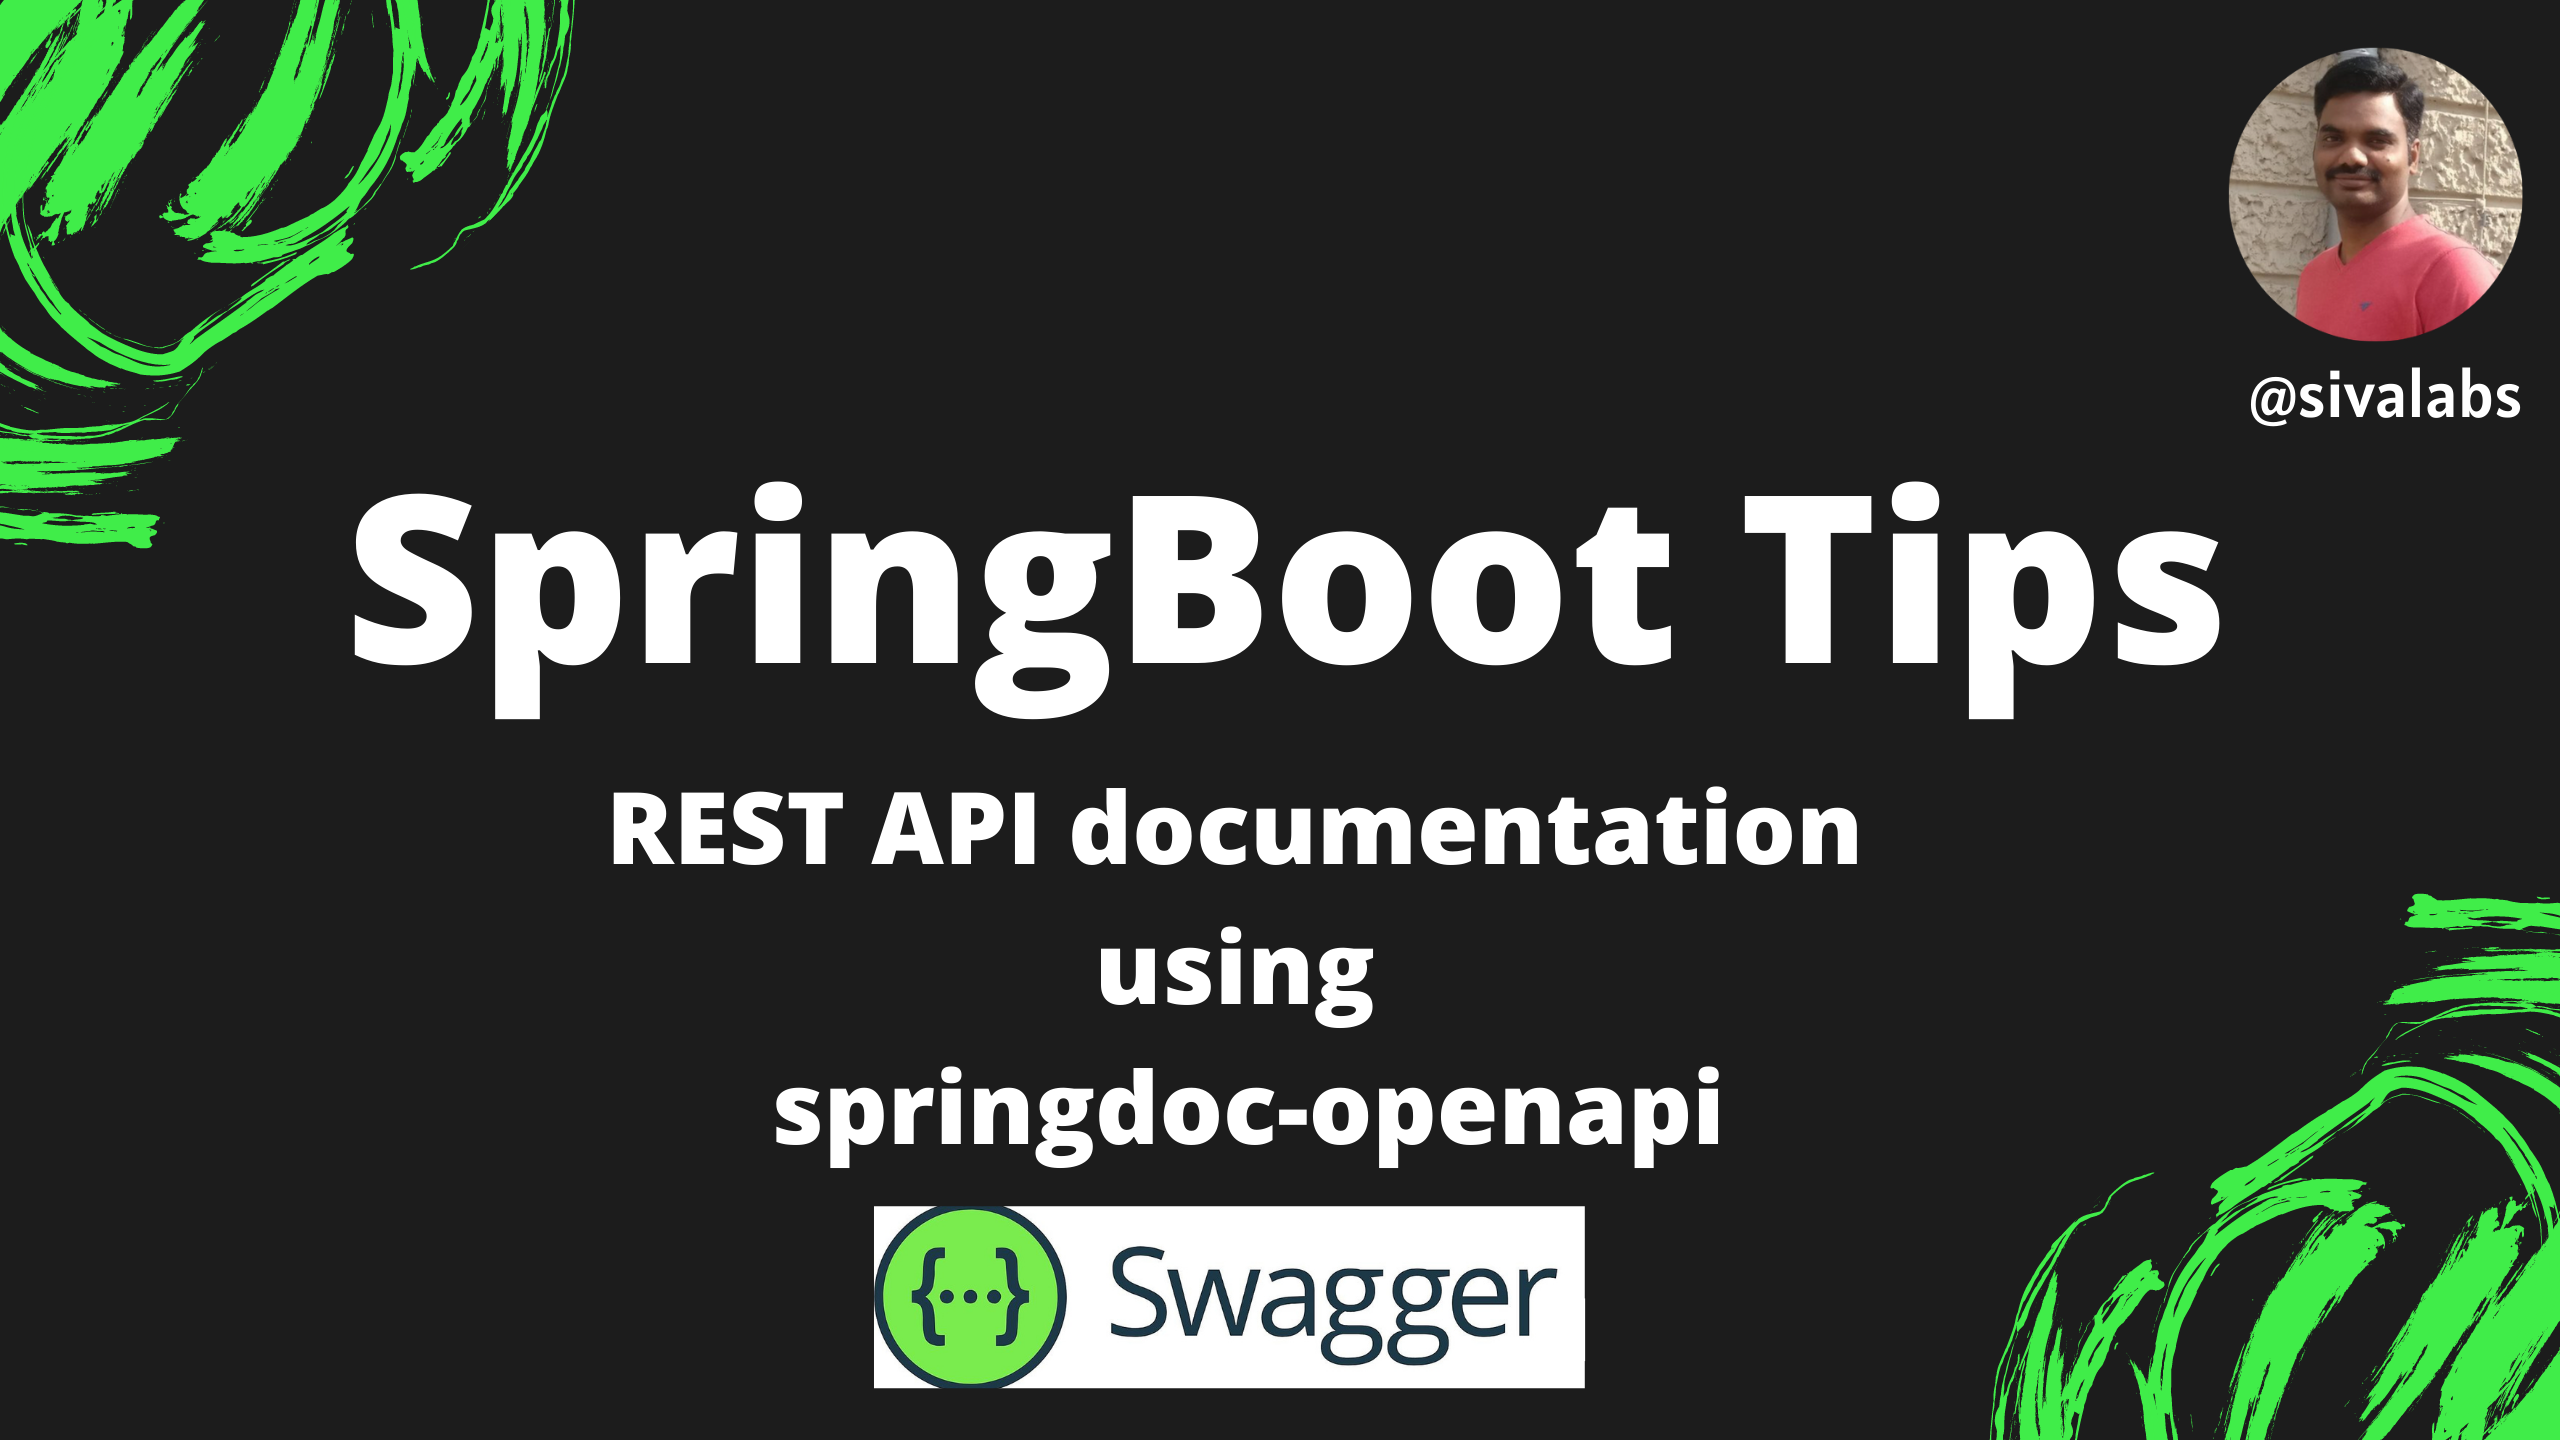 @sivalabs
SpringBoot Tips
REST API documentation
using
springdoc-openapi
{···} Swagger